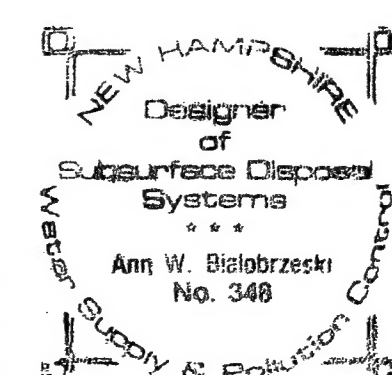 NEW HAMPSHIRE
Designer
of
Subsurface Disposal
Systems
* * *
Ann W. Bialobrzeski
No. 348
Water Supply & Pollution Control